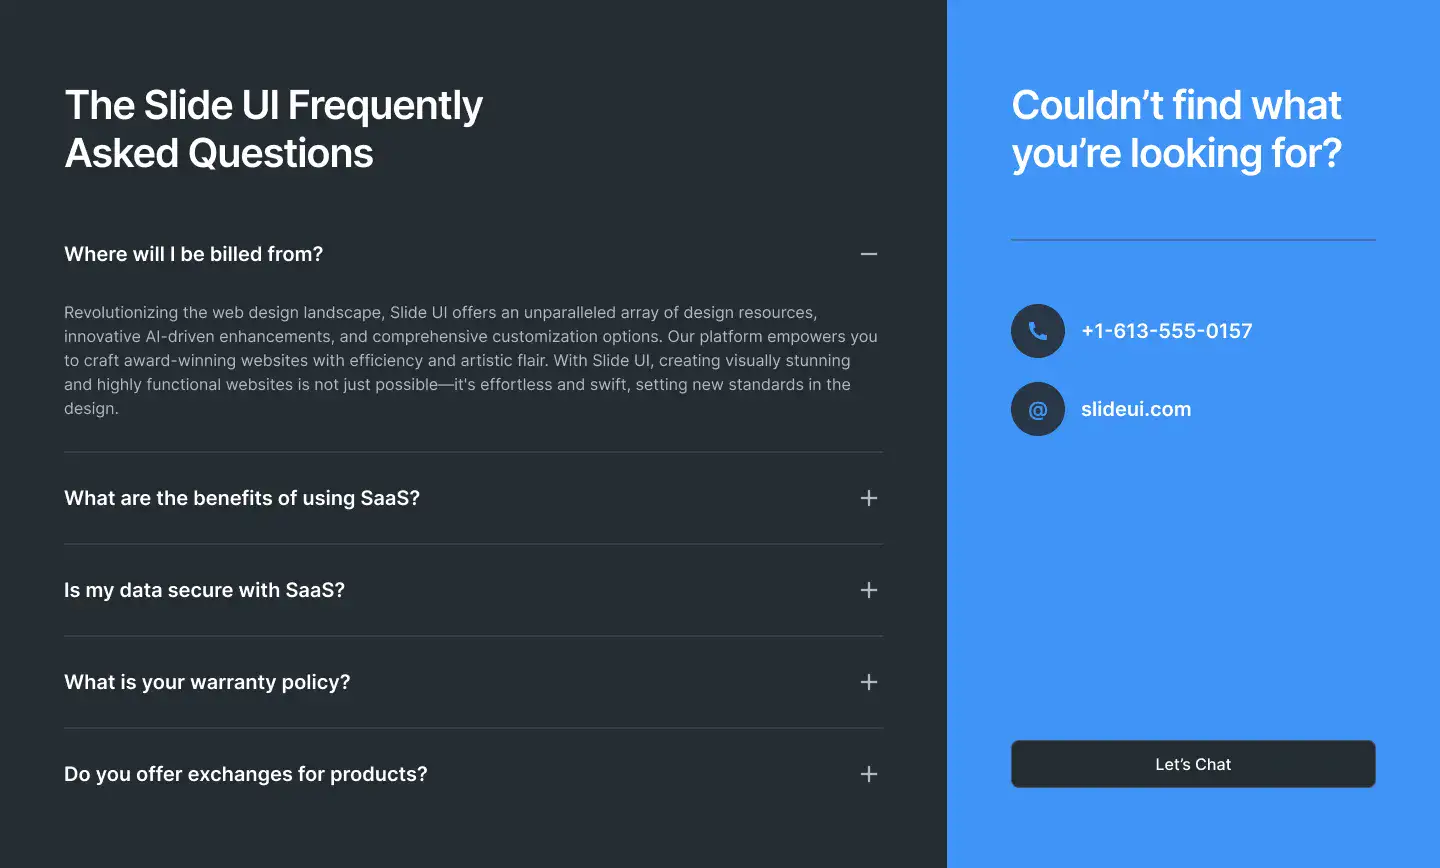 The Slide UI Frequently
Asked Questions
Where will I be billed from?
Revolutionizing the web design landscape, Slide UI offers an unparalleled array of design resources,
innovative AI-driven enhancements, and comprehensive customization options. Our platform empowers you
to craft award-winning websites with efficiency and artistic flair. With Slide UI, creating visually stunning
and highly functional websites is not just possible—it's effortless and swift, setting new standards in the
design.
What are the benefits of using SaaS?
Is my data secure with SaaS?
What is your warranty policy?
Do you offer exchanges for products?
Couldn’t find what
you’re looking for?
+1-613-555-0157
@
slideui.com
Let’s Chat